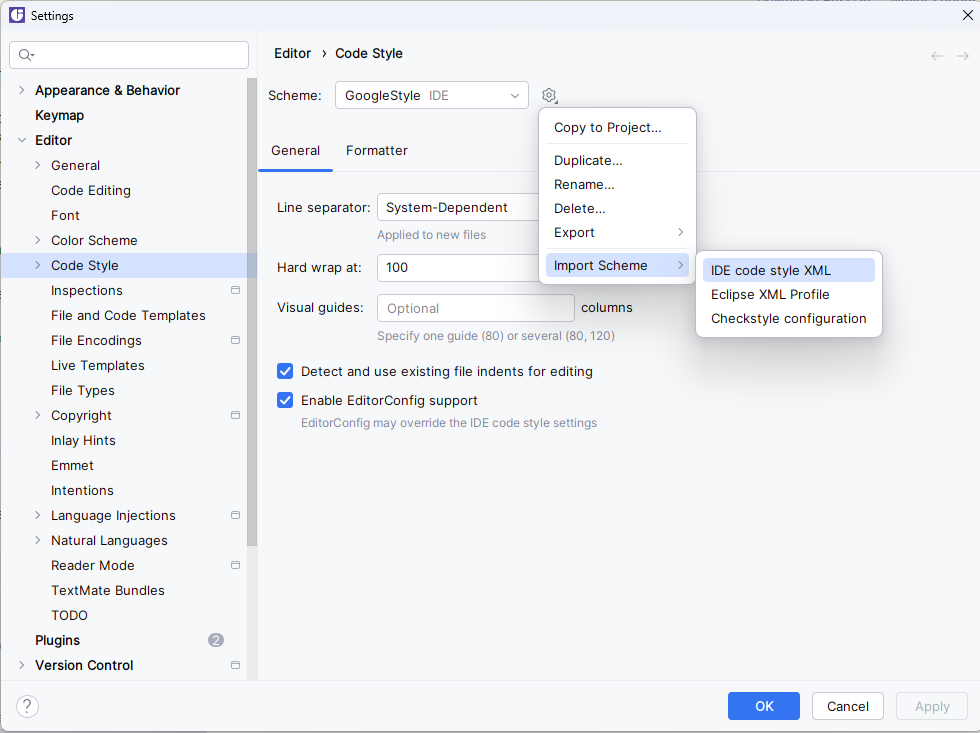 Settings
Appearance & Behavior
Keymap
Editor
General
Code Editing
Font
Color Scheme
Code Style
Inspections
File and Code Templates
File Encodings
Live Templates
File Types
Copyright
Inlay Hints
Emmet
Intentions
Language Injections
Natural Languages
Reader Mode
TextMate Bundles
TODO
Plugins 2
Version Control
Editor › Code Style
Scheme: GoogleStyle IDE
General Formatter
Line separator: System-Dependent
Applied to new files
Hard wrap at: 100
Visual guides: Optional columns
Specify one guide (80) or several (80, 120)
Detect and use existing file indents for editing
Enable EditorConfig support
EditorConfig may override the IDE code style settings
Copy to Project...
Duplicate...
Rename...
Delete...
Export
Import Scheme
IDE code style XML
Eclipse XML Profile
Checkstyle configuration
? OK Cancel Apply